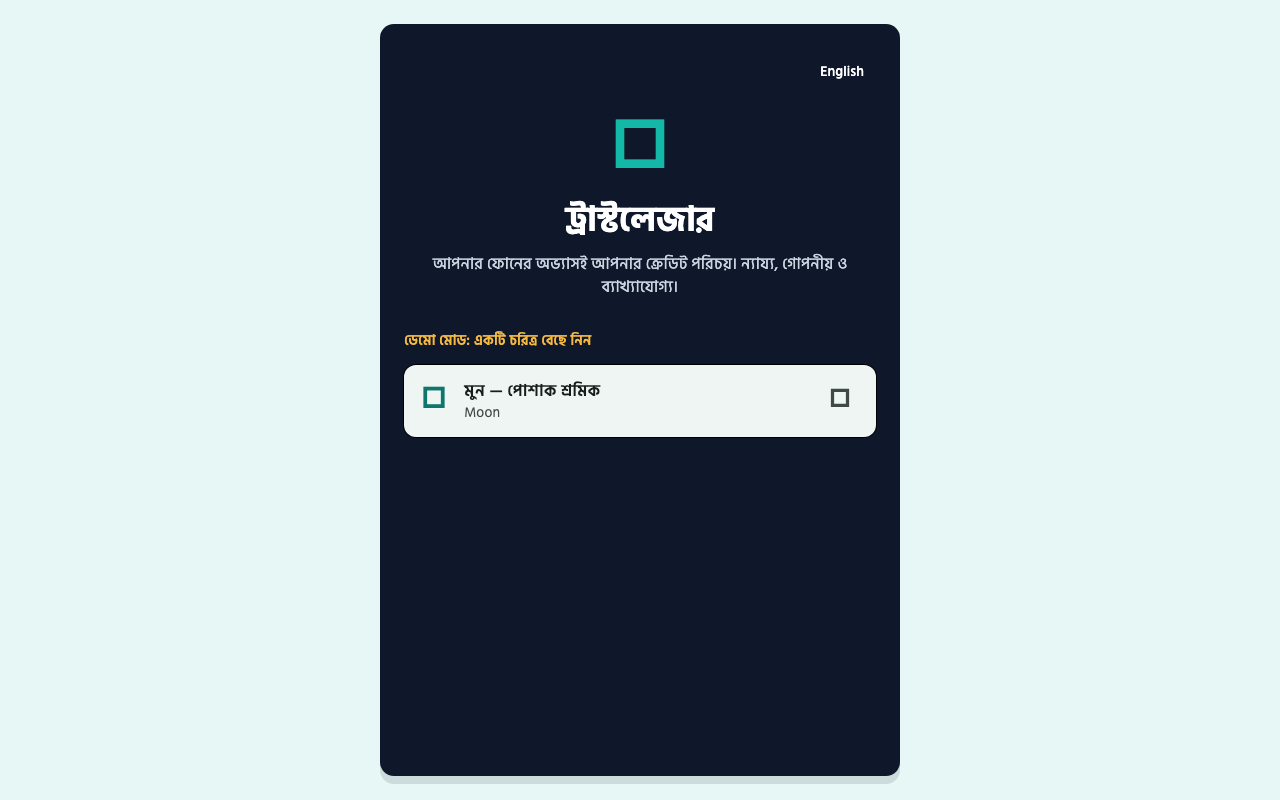 English
ট্রাস্টলেজার
আপনার ফোনের অভ্যাসই আপনার ক্রেডিট পরিচয়। ন্যায্য, গোপনীয় ও
ব্যাখ্যাযোগ্য।
ডেমো মোড: একটি চরিত্র বেছে নিন
মুন — পোশাক শ্রমিক
Moon